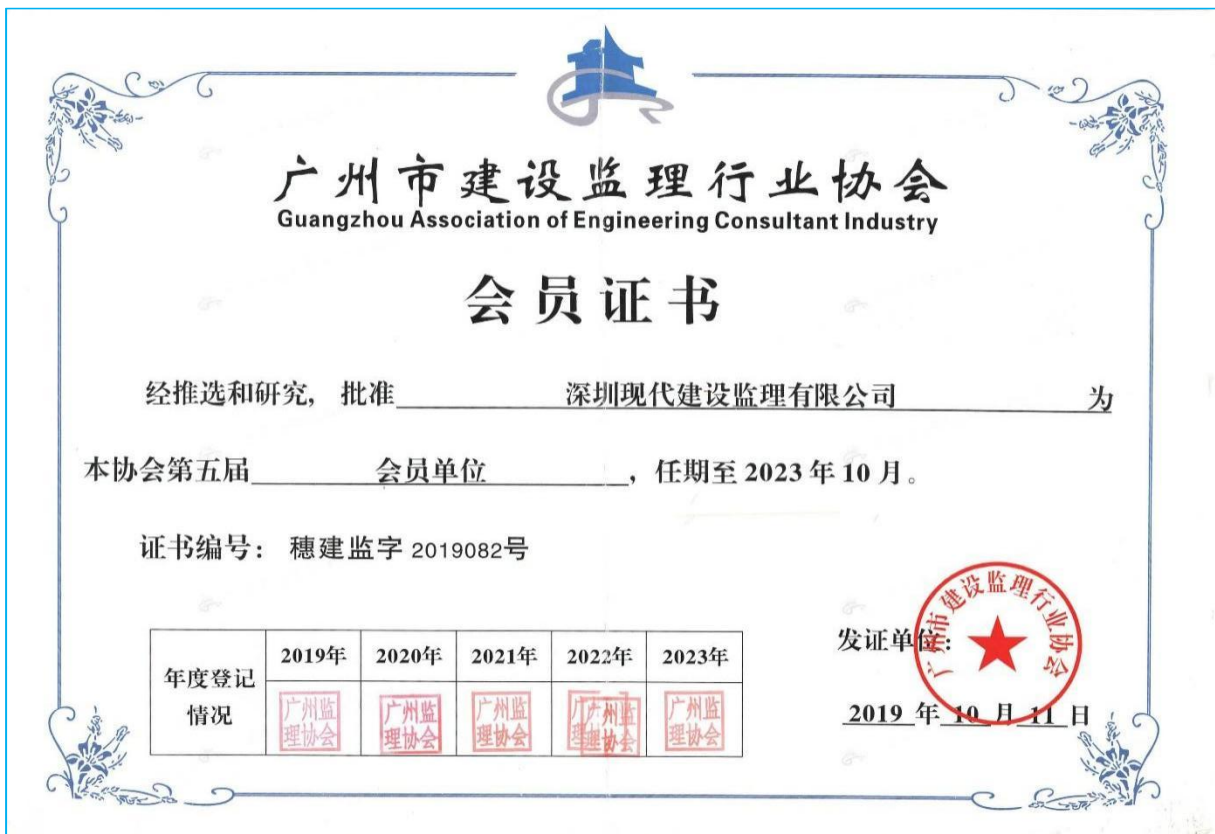 广州市建设监理行业协会
Guangzhou Association of Engineering Consultant Industry
会员证书
经推选和研究, 批准 深圳现代建设监理有限公司 为
本协会第五届 会员单位 , 任期至 2023 年 10 月。
证书编号: 穗建监字 2019082号
年度登记
情况
2019年 2020年 2021年 2022年 2023年
广州监 广州监 广州监 广州监 广州监
理协会 理协会 理协会 理协会 理协会
发证单位:
广州市建设监理行业协会
2019 年 10 月 11 日